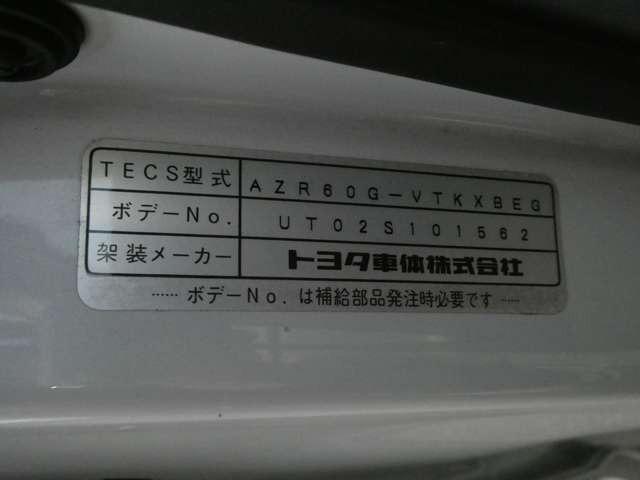 TECS型式 AZR60G-VTKXBEG
ボデーNo. UT02S101562
架装メーカー トヨタ車体株式会社
…… ボデーNo.は補給部品発注時必要です ……